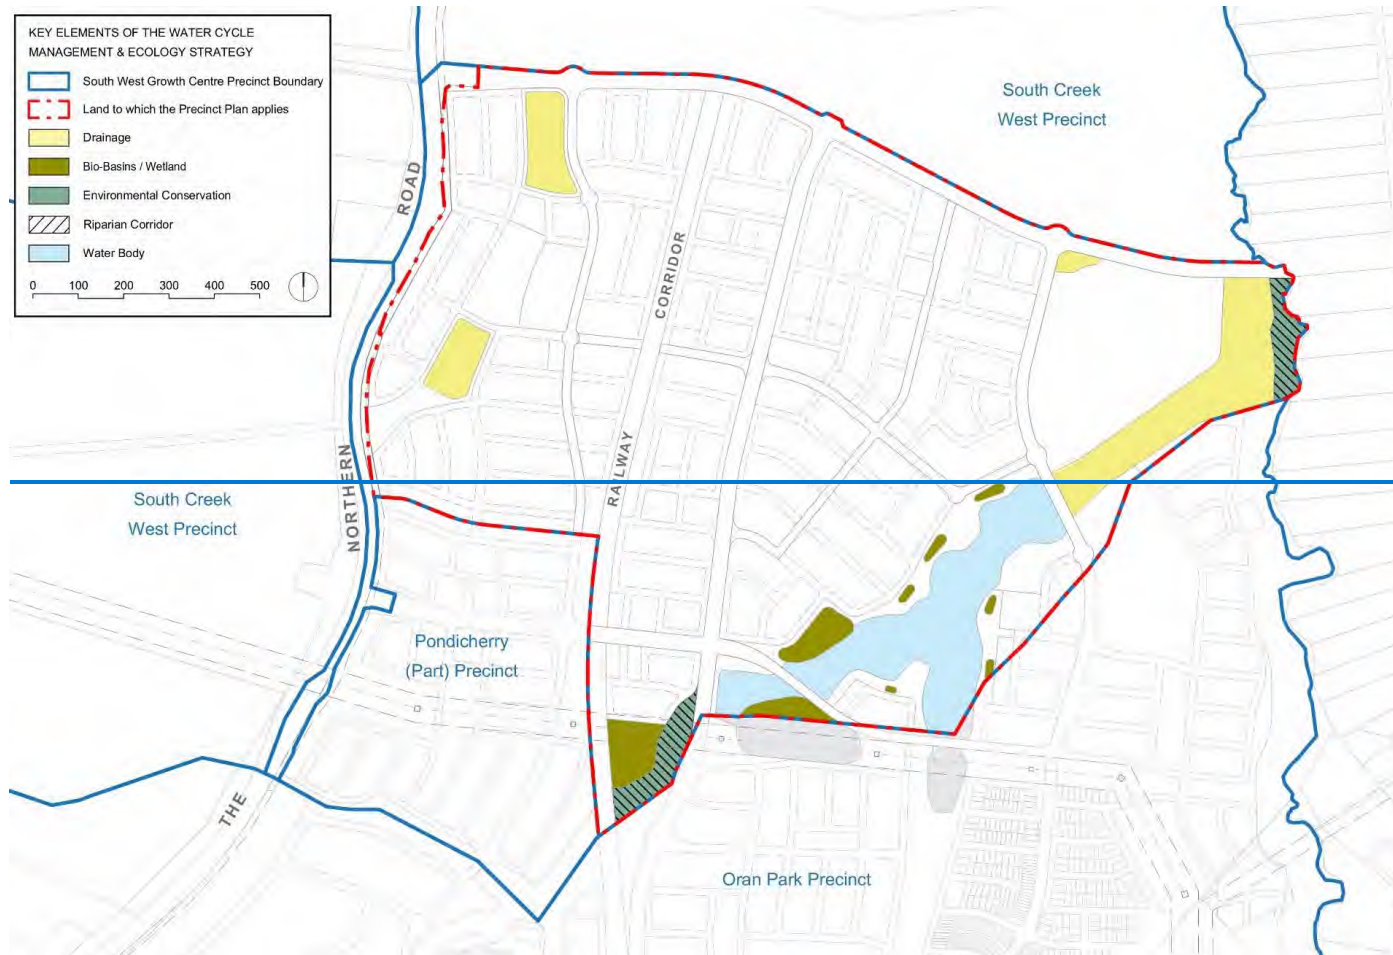 KEY ELEMENTS OF THE WATER CYCLE
MANAGEMENT & ECOLOGY STRATEGY
South West Growth Centre Precinct Boundary
Land to which the Precinct Plan applies
Drainage
Bio-Basins / Wetland
Environmental Conservation
Riparian Corridor
Water Body
0 100 200 300 400 500
South Creek
West Precinct
ROAD
CORRIDOR
RAILWAY
NORTHERN
South Creek
West Precinct
Pondicherry
(Part) Precinct
THE
Oran Park Precinct